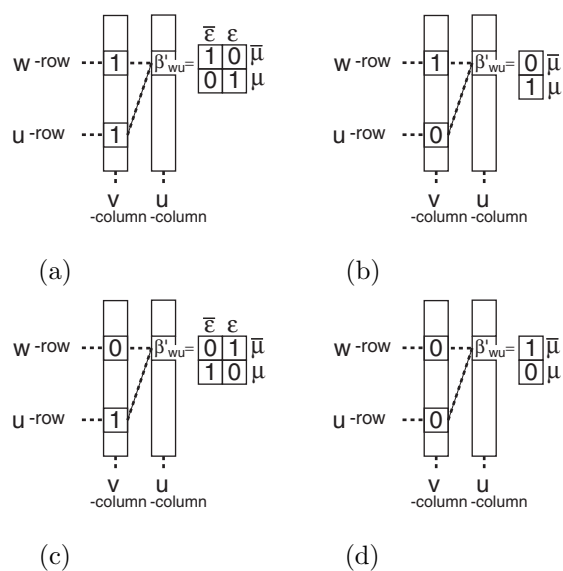 ε̅ ε
w -row 1 β'wu= 1 0 μ̅
0 1 μ
u -row 1
v u
-column -column
(a)
w -row 1 β'wu= 0 μ̅
1 μ
u -row 0
v u
-column -column
(b)
ε̅ ε
w -row 0 β'wu= 0 1 μ̅
1 0 μ
u -row 1
v u
-column -column
(c)
w -row 0 β'wu= 1 μ̅
0 μ
u -row 0
v u
-column -column
(d)